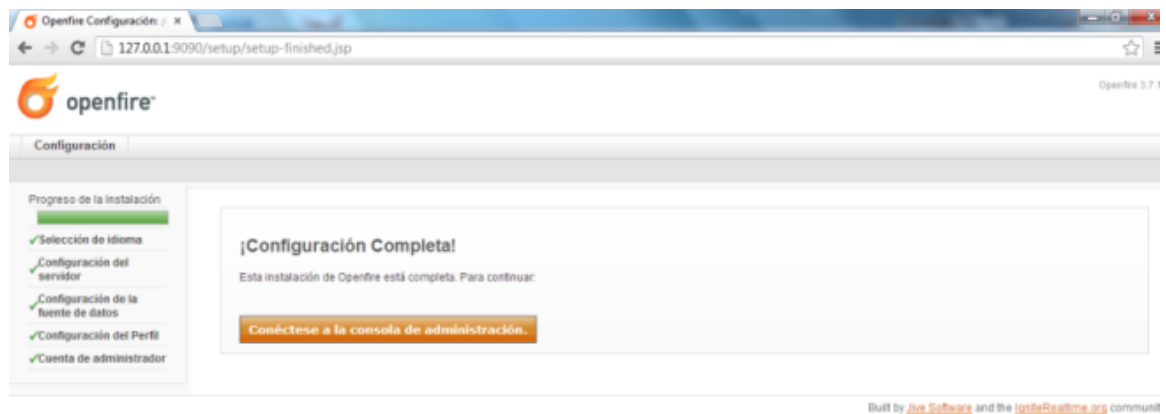 Openfire Configuración:
127.0.0.1:9090/setup/setup-finished.jsp
openfire™
Openfire 3.7.1
Configuración
Progreso de la Instalación
Selección de idioma
Configuración del
servidor
Configuración de la
fuente de datos
Configuración del Perfil
Cuenta de administrador
¡Configuración Completa!
Esta instalación de Openfire está completa. Para continuar:
Conéctese a la consola de administración.
Built by Jive Software and the IgniteRealtime.org communit